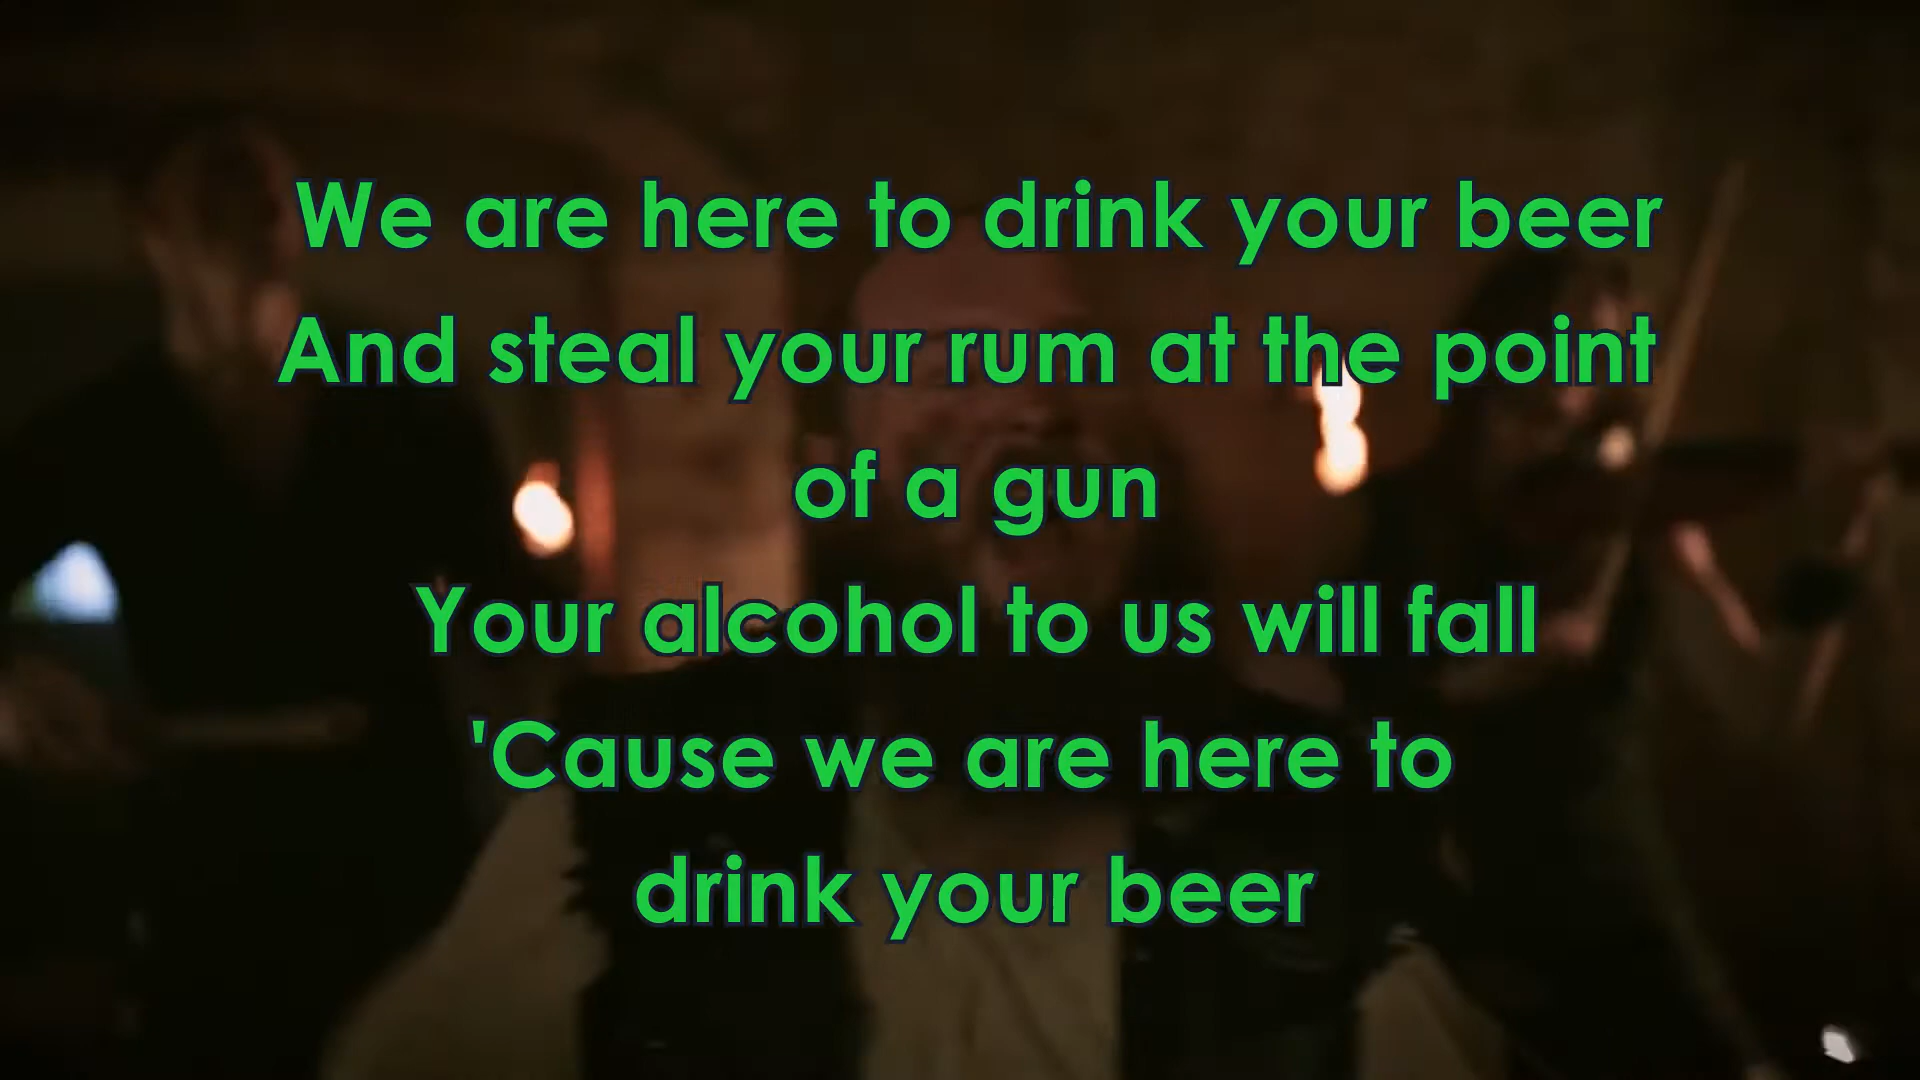 We are here to drink your beer
And steal your rum at the point
of a gun
Your alcohol to us will fall
'Cause we are here to
drink your beer